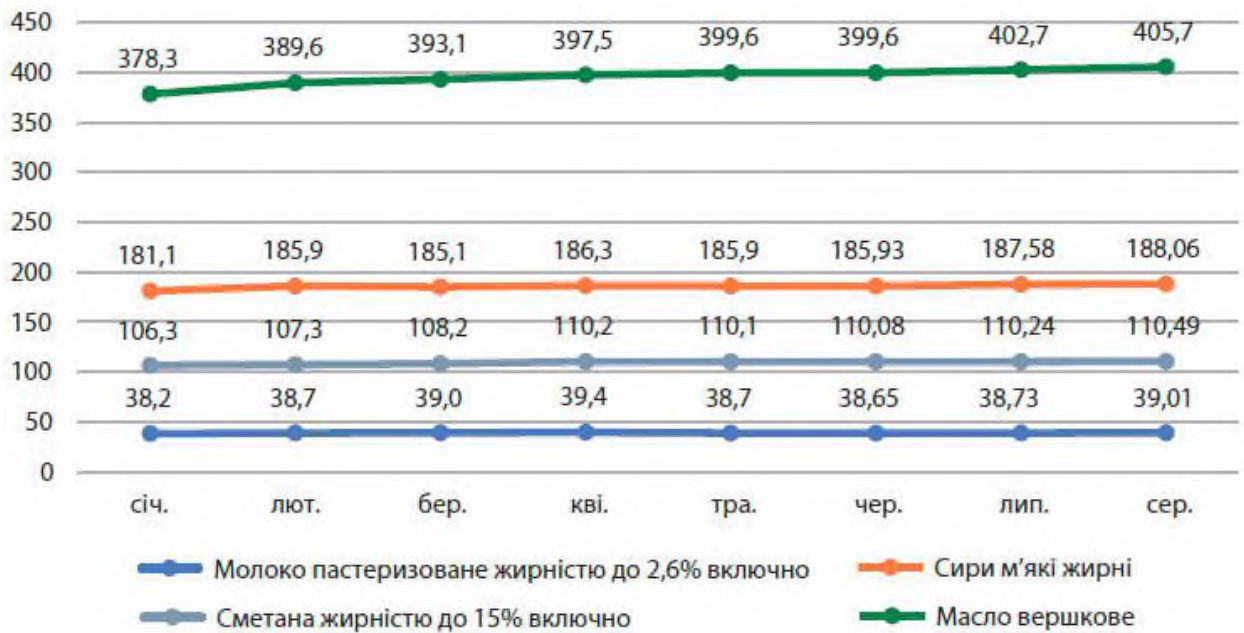 450
378,3 389,6 393,1 397,5 399,6 399,6 402,7 405,7
400
350
300
250
181,1 185,9 185,1 186,3 185,9 185,93 187,58 188,06
200
150
106,3 107,3 108,2 110,2 110,1 110,08 110,24 110,49
100
38,2 38,7 39,0 39,4 38,7 38,65 38,73 39,01
50
0
січ. лют. бер. кві. тра. чер. лип. сер.
Молоко пастеризоване жирністю до 2,6% включно Сири м'які жирні
Сметана жирністю до 15% включно Масло вершкове